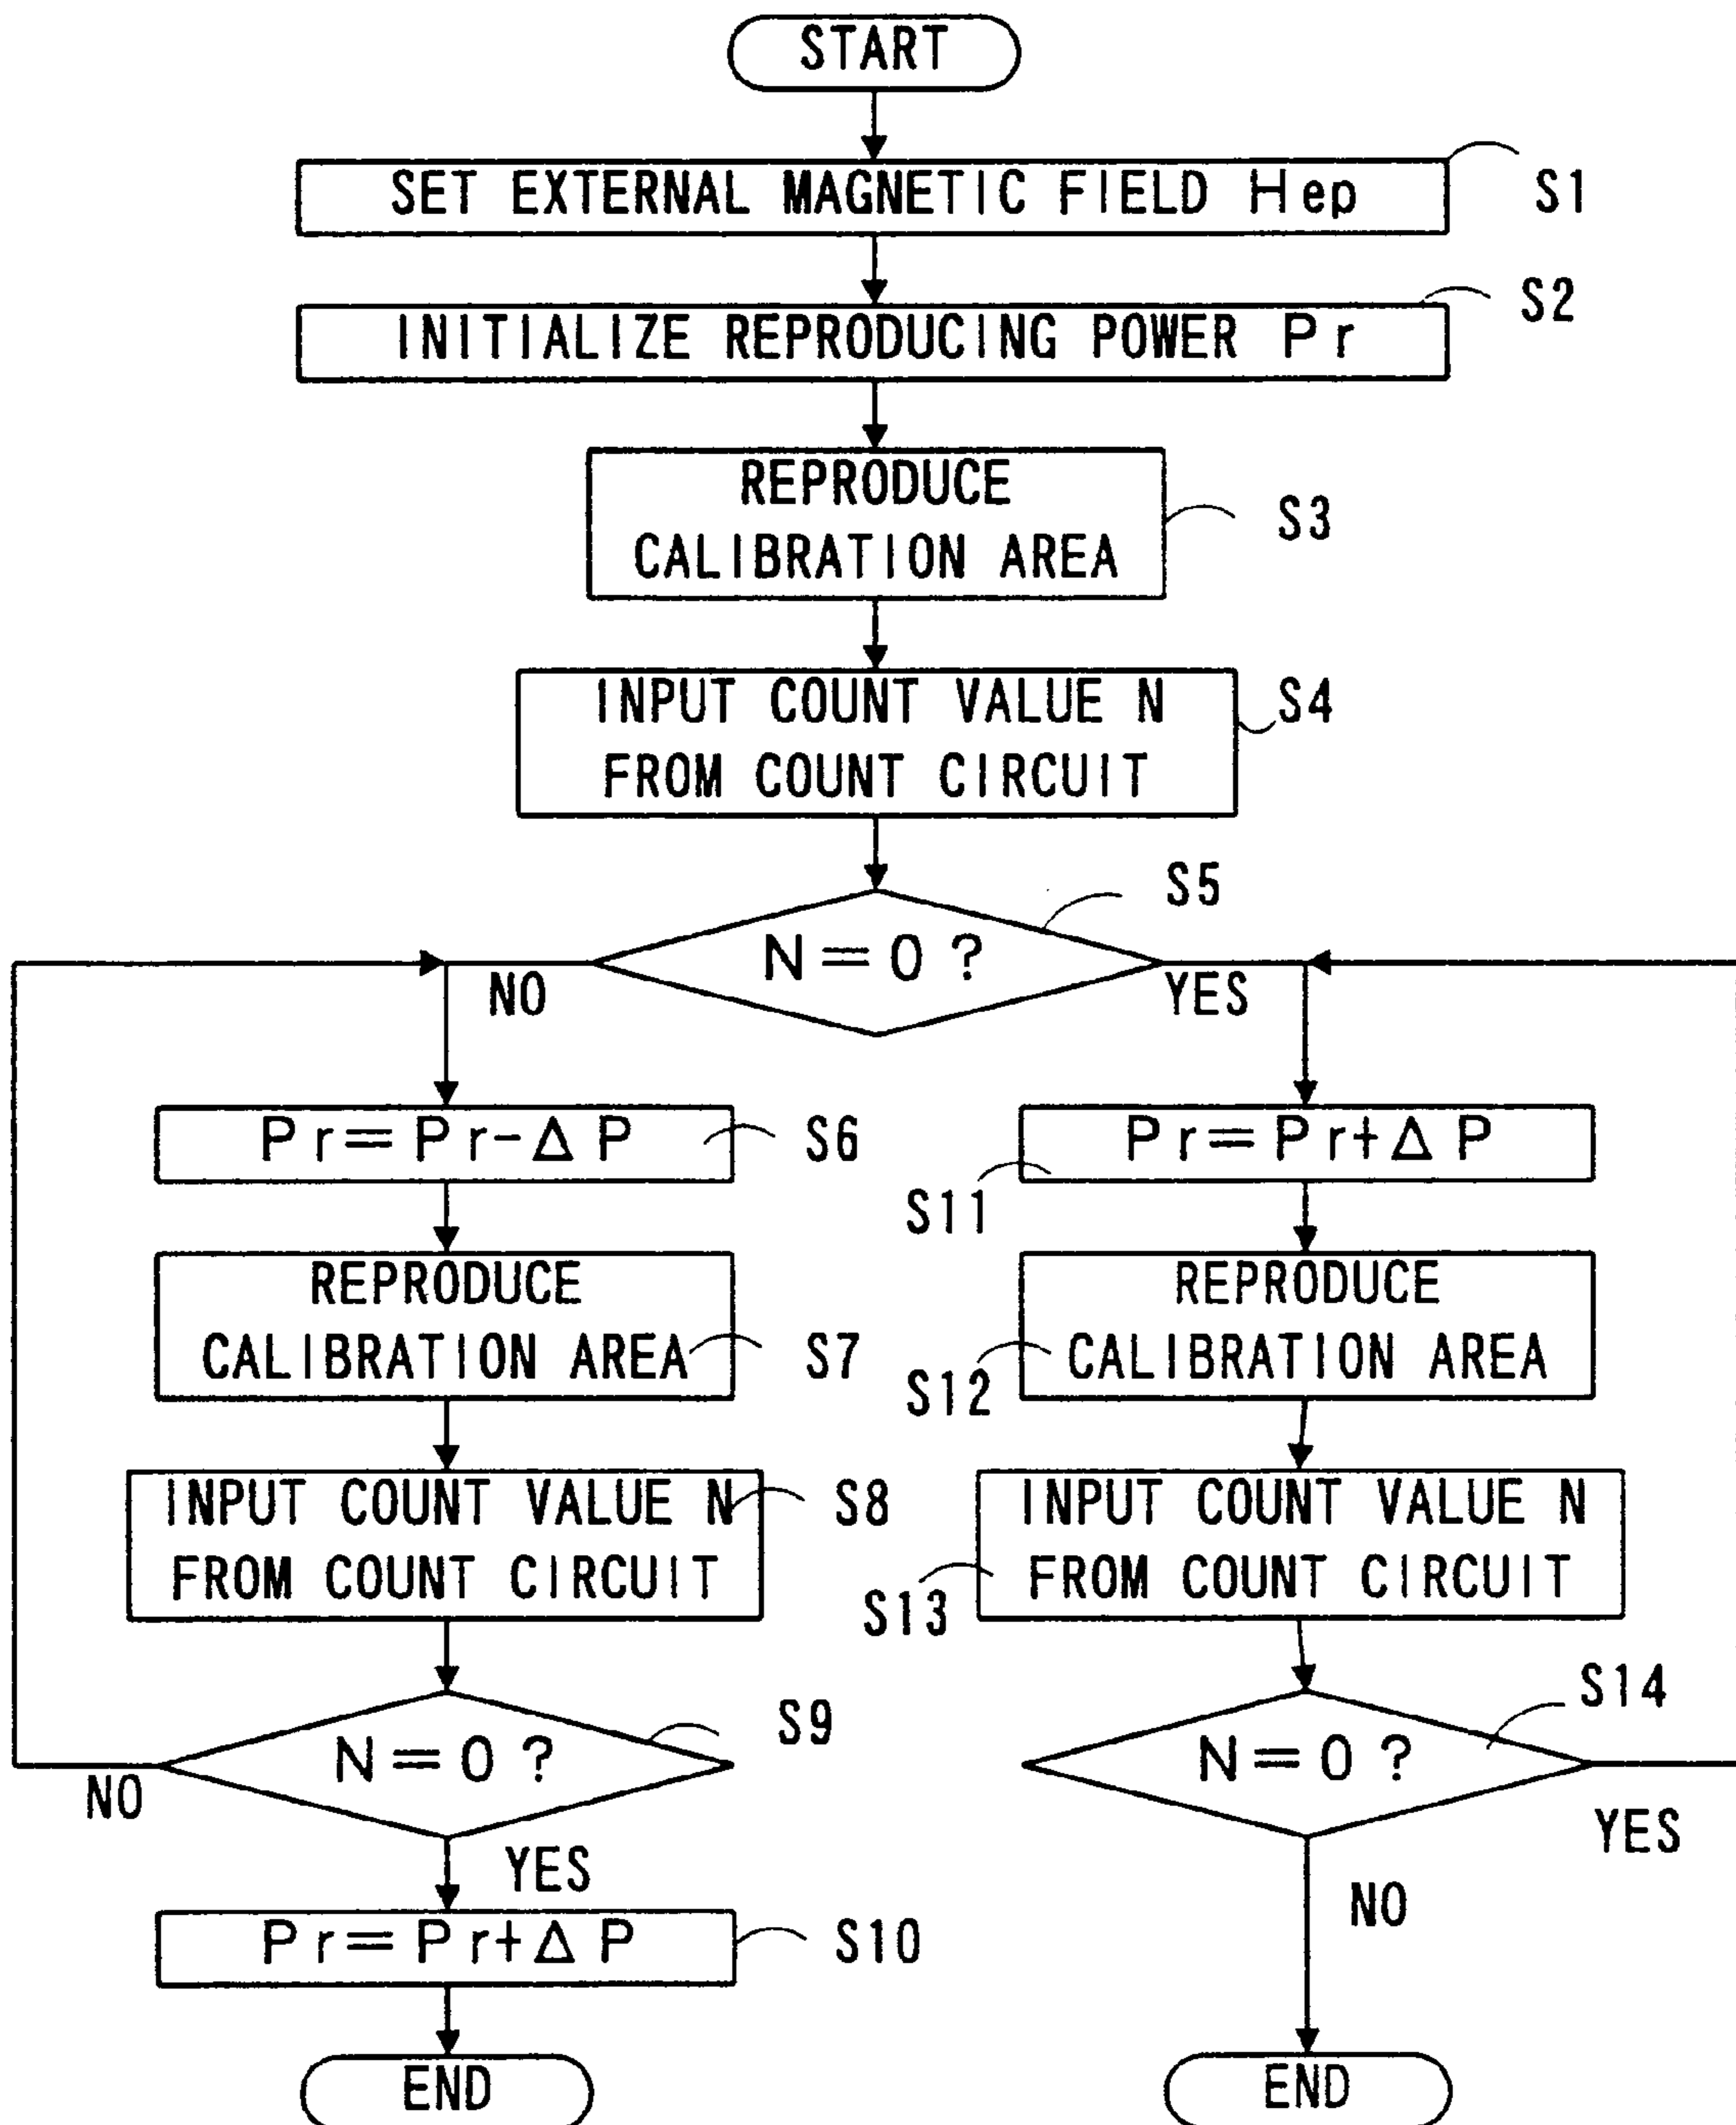 START
SET EXTERNAL MAGNETIC FIELD Hep
S1
INITIALIZE REPRODUCING POWER Pr
S2
REPRODUCE
CALIBRATION AREA
S3
INPUT COUNT VALUE N
FROM COUNT CIRCUIT
S4
N=0?
S5
NO
YES
Pr=Pr-ΔP
S6
REPRODUCE
CALIBRATION AREA
S7
INPUT COUNT VALUE N
FROM COUNT CIRCUIT
S8
N=0?
S9
NO
YES
Pr=Pr+ΔP
S10
END
Pr=Pr+ΔP
S11
REPRODUCE
CALIBRATION AREA
S12
INPUT COUNT VALUE N
FROM COUNT CIRCUIT
S13
N=0?
S14
YES
NO
END